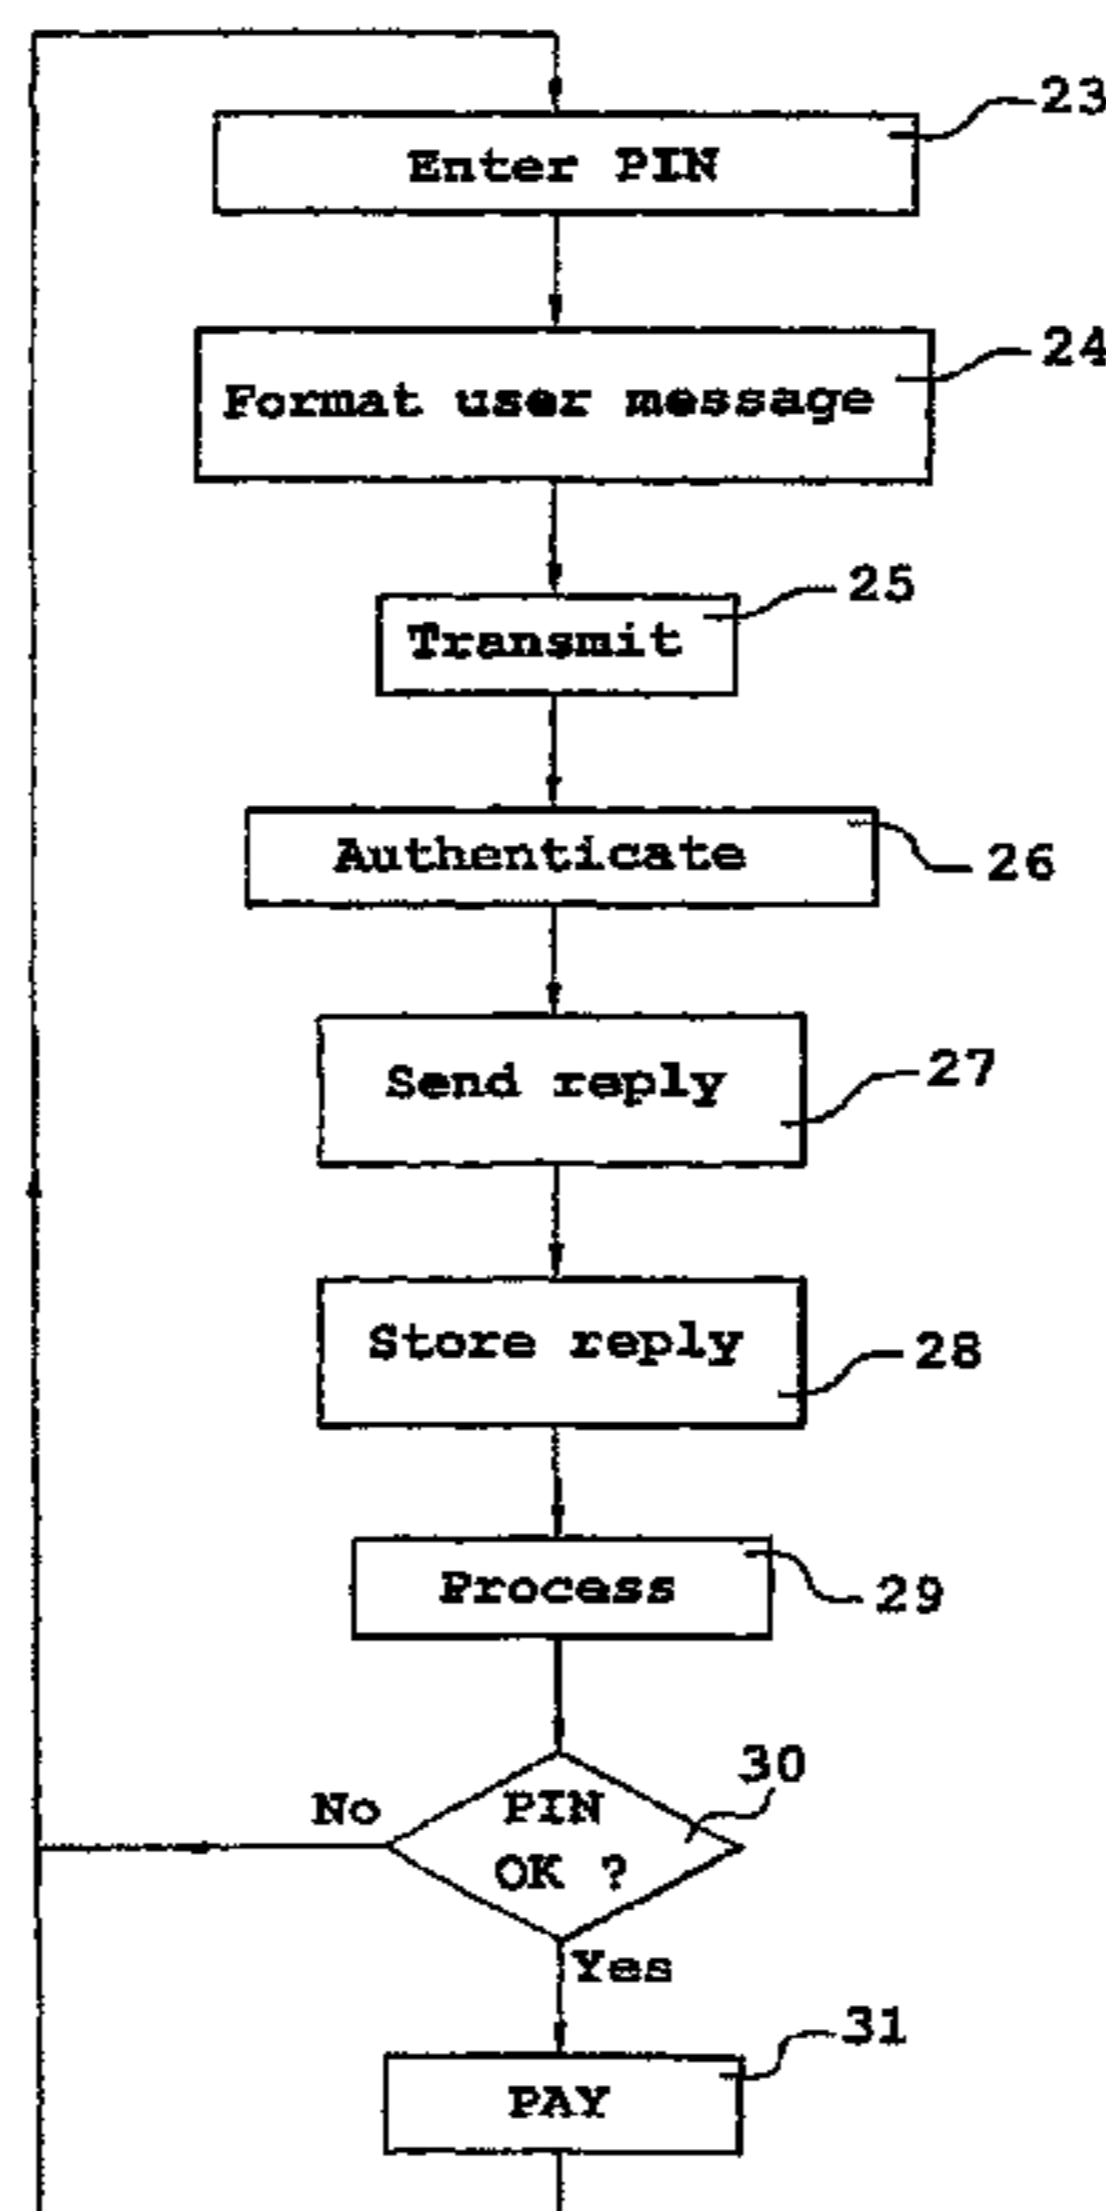 23
Enter PIN
24
Format user message
25
Transmit
Authenticate
26
Send reply
27
Store reply
28
Process
29
30
No
PIN
OK ?
Yes
31
PAY